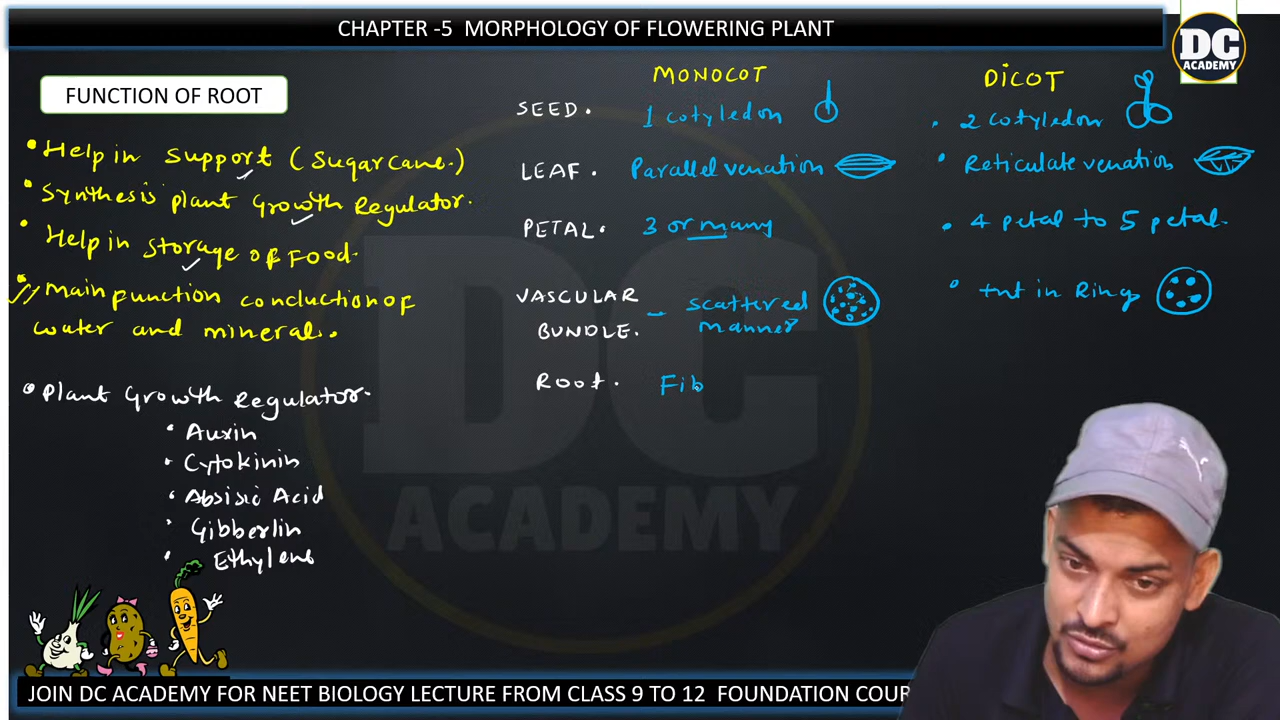 CHAPTER -5 MORPHOLOGY OF FLOWERING PLANT
DC
ACADEMY
FUNCTION OF ROOT
• Help in support (Sugarcane.)
• Synthesis plant Growth Regulator.
• Help in storage of Food.
• Main function conduction of
water and mineral.
• Plant Growth Regulator.
• Auxin
• Cytokinin
• Absisic Acid
• Gibberlin
• Ethylene
MONOCOT
DICOT
SEED.
1 cotyledon
• 2 cotyledon
LEAF.
Parallel venation
• Reticulate venation
PETAL.
3 or many
• 4 petal to 5 petal.
VASCULAR
BUNDLE.
- scattered
manner
• in Ring
Root.
Fib
DC
ACADEMY
JOIN DC ACADEMY FOR NEET BIOLOGY LECTURE FROM CLASS 9 TO 12 FOUNDATION COUR